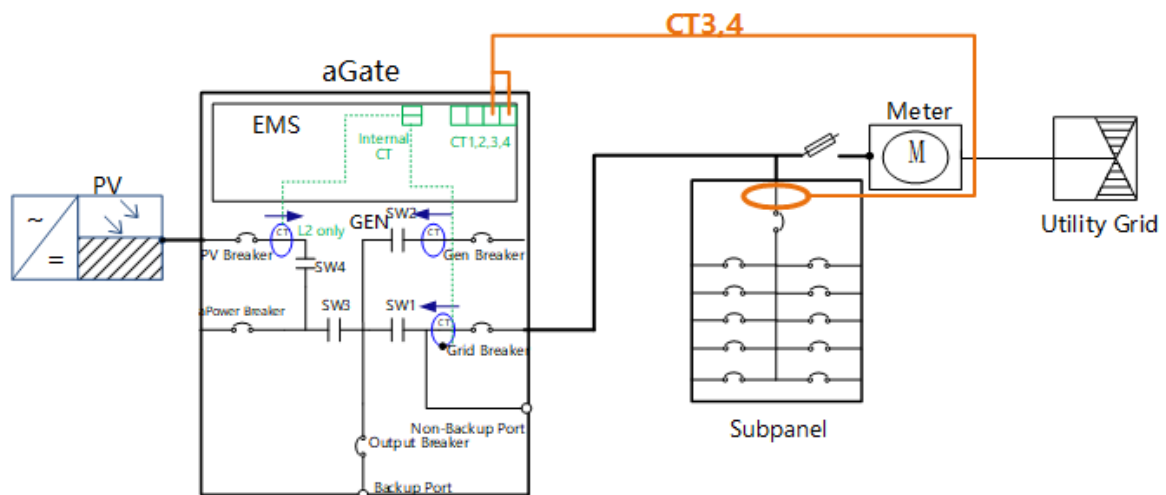 CT3,4
aGate
EMS
Internal
CT
CT1,2,3,4
Meter
M
PV
~
=
CT
L2 only
GEN
SW2
CT
Utility Grid
PV Breaker
SW4
Gen Breaker
aPower Breaker
SW3
SW1
CT
Grid Breaker
Non-Backup Port
Subpanel
Output Breaker
Backup Port